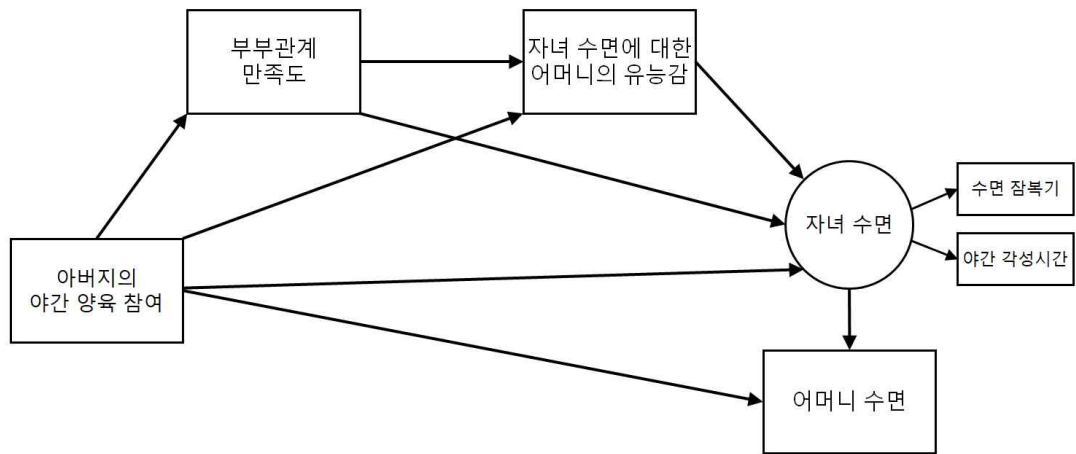 부부관계
만족도
자녀 수면에 대한
어머니의 유능감
수면 잠복기
자녀 수면
야간 각성시간
아버지의
야간 양육 참여
어머니 수면